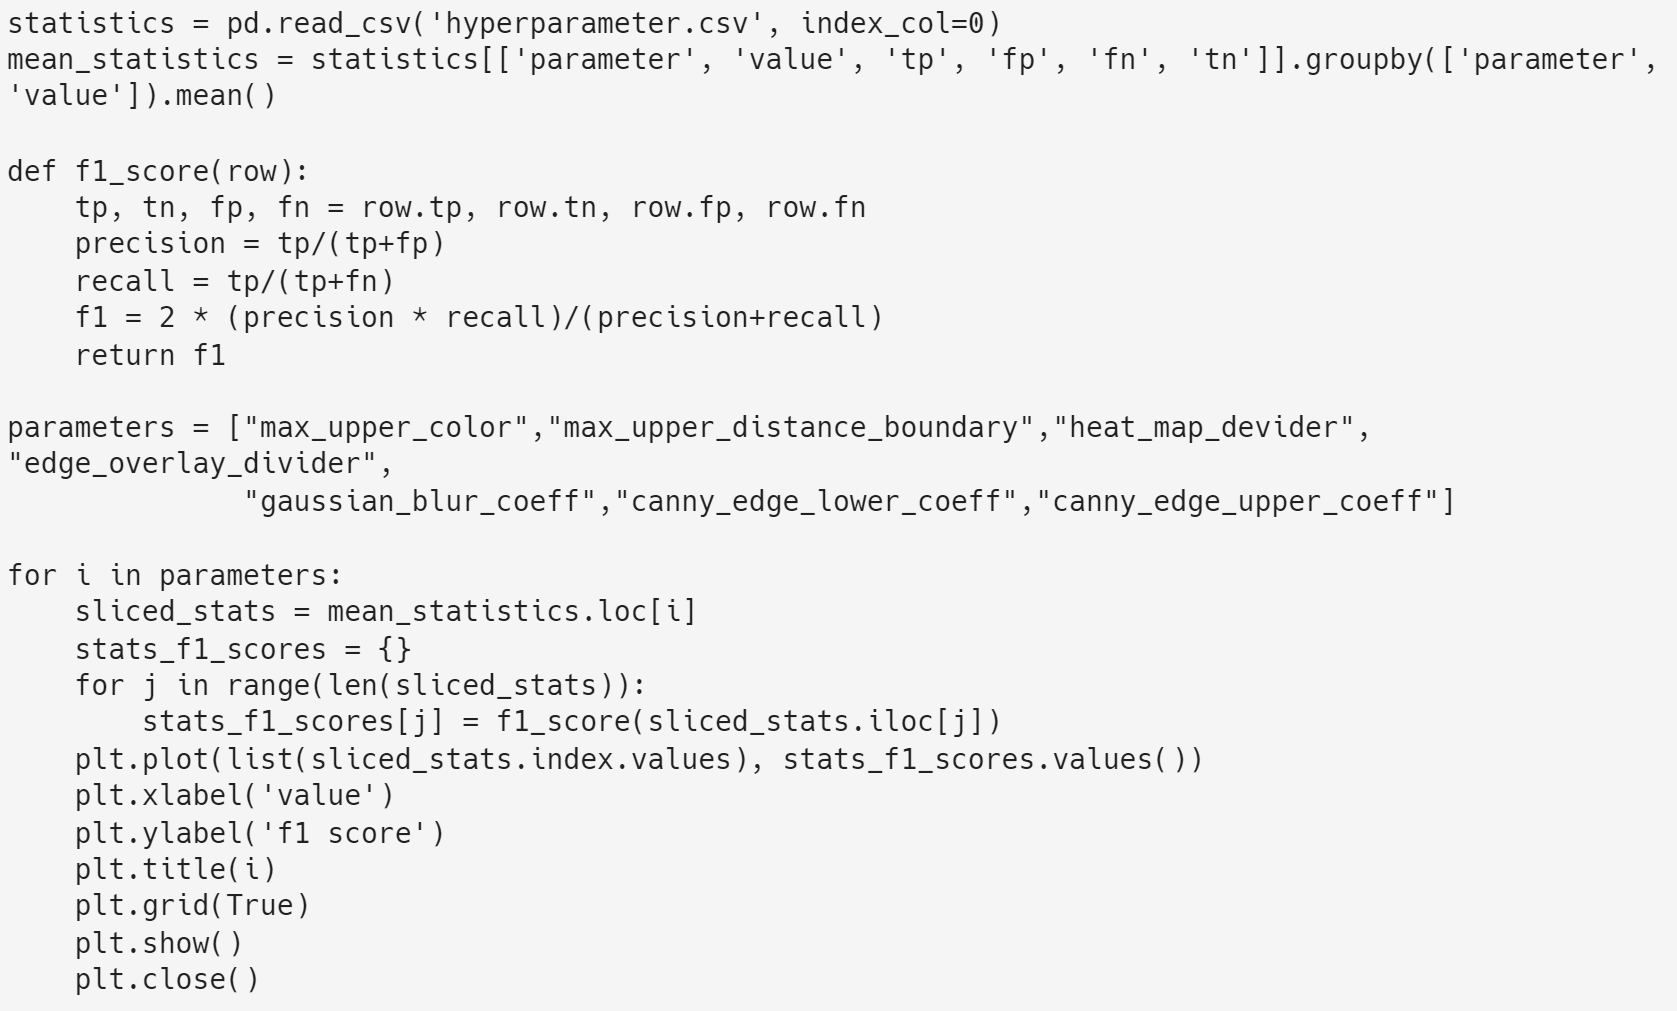 statistics = pd.read_csv('hyperparameter.csv', index_col=0)
mean_statistics = statistics[['parameter', 'value', 'tp', 'fp', 'fn', 'tn']].groupby(['parameter',
'value']).mean()

def f1_score(row):
    tp, tn, fp, fn = row.tp, row.tn, row.fp, row.fn
    precision = tp/(tp+fp)
    recall = tp/(tp+fn)
    f1 = 2 * (precision * recall)/(precision+recall)
    return f1

parameters = ["max_upper_color","max_upper_distance_boundary","heat_map_devider",
"edge_overlay_divider",
              "gaussian_blur_coeff","canny_edge_lower_coeff","canny_edge_upper_coeff"]

for i in parameters:
    sliced_stats = mean_statistics.loc[i]
    stats_f1_scores = {}
    for j in range(len(sliced_stats)):
        stats_f1_scores[j] = f1_score(sliced_stats.iloc[j])
    plt.plot(list(sliced_stats.index.values), stats_f1_scores.values())
    plt.xlabel('value')
    plt.ylabel('f1 score')
    plt.title(i)
    plt.grid(True)
    plt.show()
    plt.close()